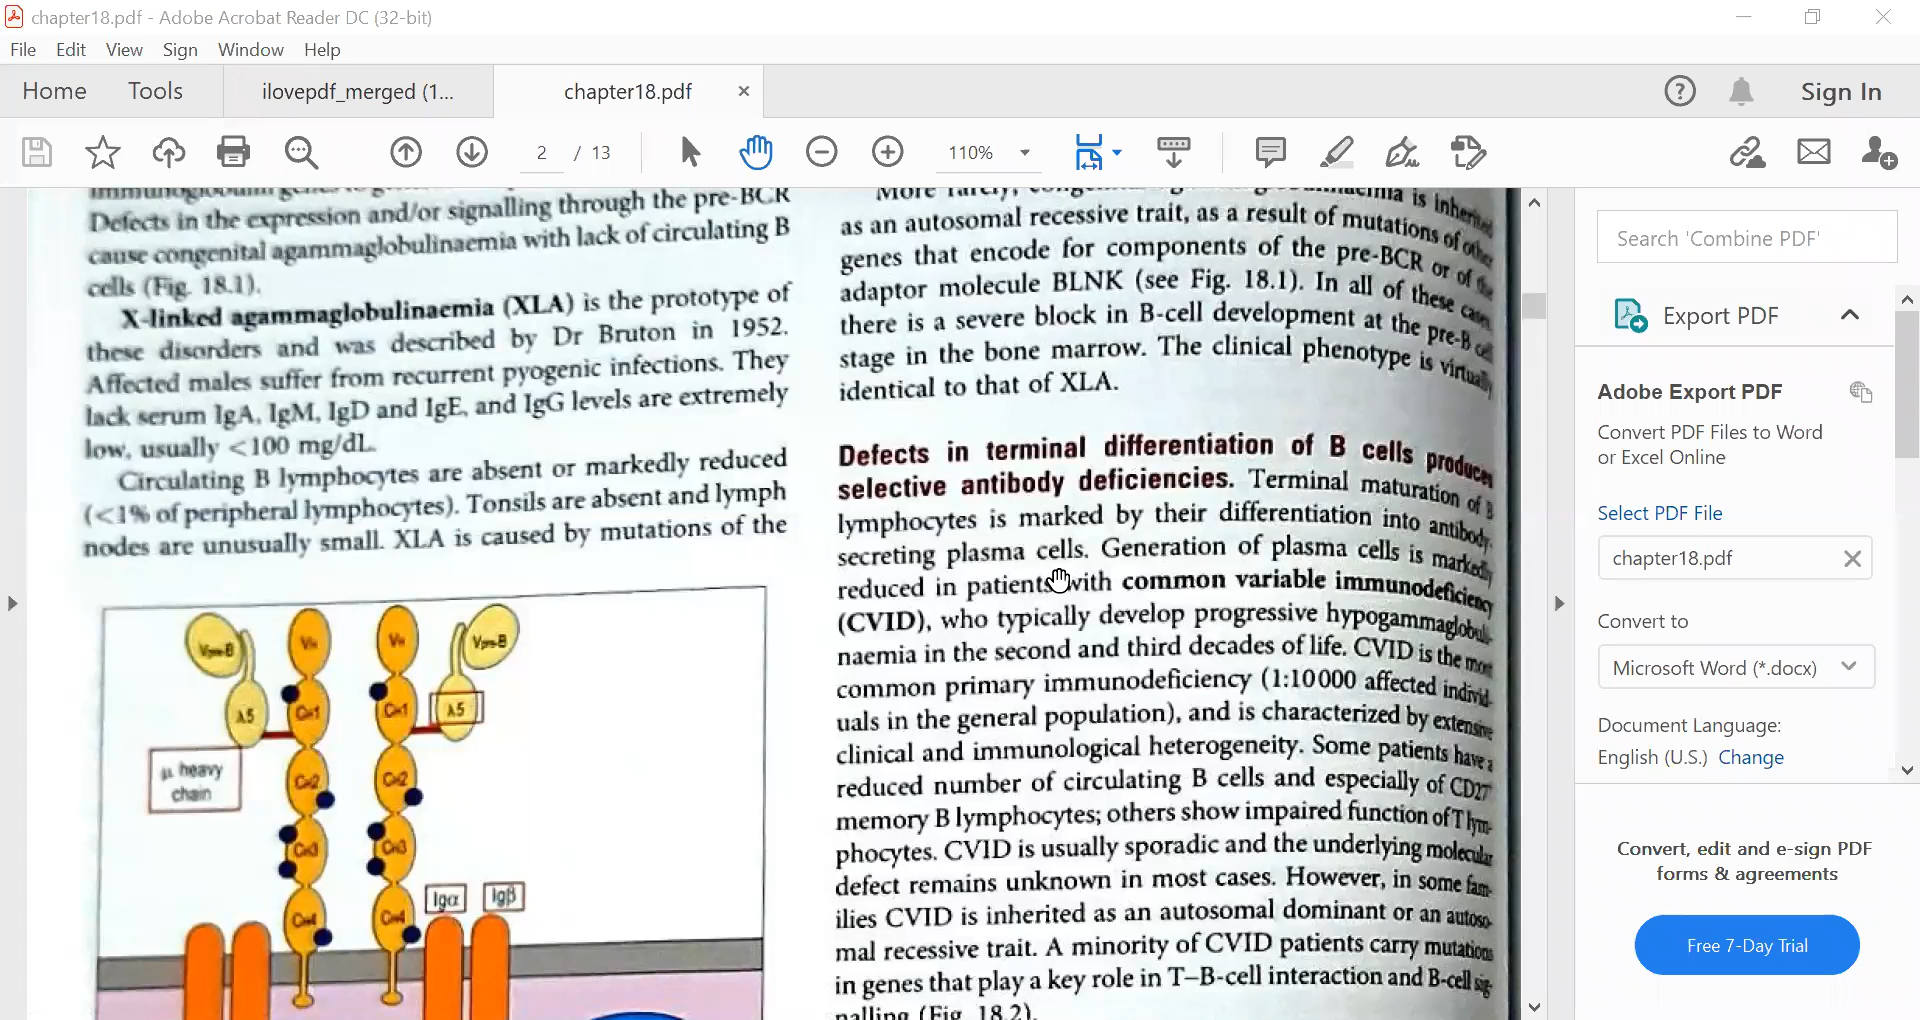 chapter18.pdf - Adobe Acrobat Reader DC (32-bit)
File Edit View Sign Window Help
Home Tools ilovepdf_merged (1... chapter18.pdf × Sign In
2 / 13 110%
Defects in the expression and/or signalling through the pre-BCR
cause congenital agammaglobulinaemia with lack of circulating B
cells (Fig. 18.1).
X-linked agammaglobulinaemia (XLA) is the prototype of
these disorders and was described by Dr Bruton in 1952.
Affected males suffer from recurrent pyogenic infections. They
lack serum IgA, IgM, IgD and IgE, and IgG levels are extremely
low, usually <100 mg/dL.
Circulating B lymphocytes are absent or markedly reduced
(<1% of peripheral lymphocytes). Tonsils are absent and lymph
nodes are unusually small. XLA is caused by mutations of the
Vpre-B VH VH Vpre-B
λ5 Cμ1 Cμ1 λ5
μ heavy
chain
Cμ2 Cμ2
Cμ3 Cμ3
Cμ4 Cμ4 Igα Igβ
More rarely, is inherited
as an autosomal recessive trait, as a result of mutations of other
genes that encode for components of the pre-BCR or of the
adaptor molecule BLNK (see Fig. 18.1). In all of these cases,
there is a severe block in B-cell development at the pre-B cell
stage in the bone marrow. The clinical phenotype is virtually
identical to that of XLA.
Defects in terminal differentiation of B cells produces
selective antibody deficiencies. Terminal maturation of B
lymphocytes is marked by their differentiation into antibody-
secreting plasma cells. Generation of plasma cells is markedly
reduced in patients with common variable immunodeficiency
(CVID), who typically develop progressive hypogammaglobuli-
naemia in the second and third decades of life. CVID is the most
common primary immunodeficiency (1:10000 affected individ-
uals in the general population), and is characterized by extensive
clinical and immunological heterogeneity. Some patients have a
reduced number of circulating B cells and especially of CD27
memory B lymphocytes; others show impaired function of T lym-
phocytes. CVID is usually sporadic and the underlying molecular
defect remains unknown in most cases. However, in some fam-
ilies CVID is inherited as an autosomal dominant or an autoso-
mal recessive trait. A minority of CVID patients carry mutations
in genes that play a key role in T–B-cell interaction and B-cell sig-
nalling (Fig. 18.2).
Search 'Combine PDF'
Export PDF
Adobe Export PDF
Convert PDF Files to Word
or Excel Online
Select PDF File
chapter18.pdf
Convert to
Microsoft Word (*.docx)
Document Language:
English (U.S.) Change
Convert, edit and e-sign PDF
forms & agreements
Free 7-Day Trial